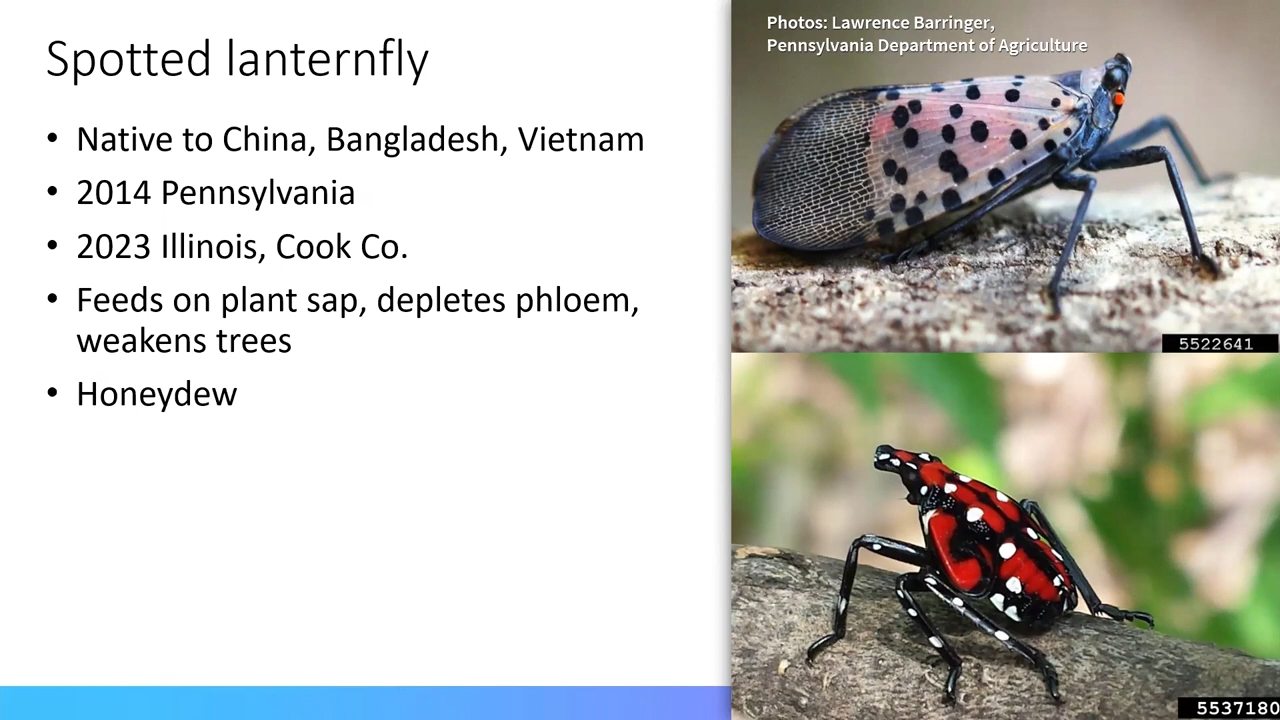 Spotted lanternfly
• Native to China, Bangladesh, Vietnam
• 2014 Pennsylvania
• 2023 Illinois, Cook Co.
• Feeds on plant sap, depletes phloem,
weakens trees
• Honeydew
Photos: Lawrence Barringer,
Pennsylvania Department of Agriculture
5522641
5537180